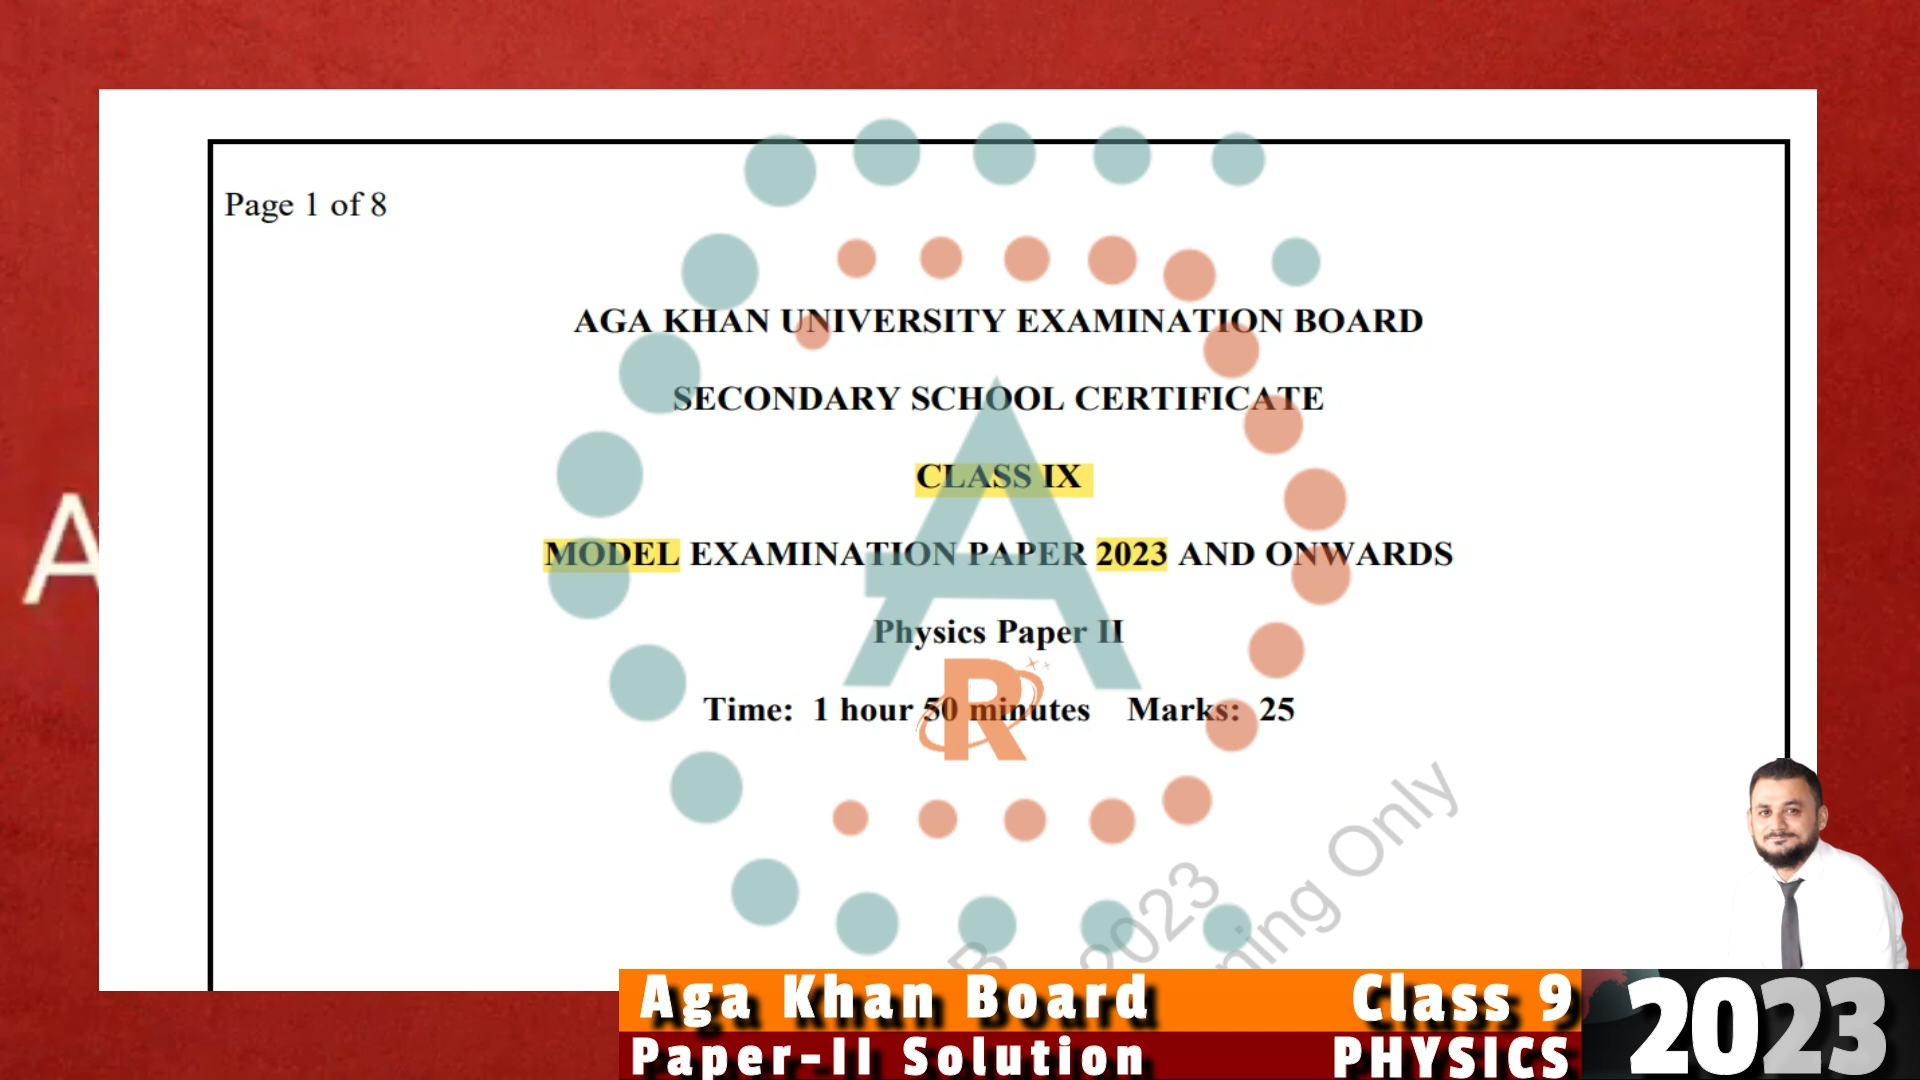 Page 1 of 8
AGA KHAN UNIVERSITY EXAMINATION BOARD
SECONDARY SCHOOL CERTIFICATE
CLASS IX
MODEL EXAMINATION PAPER 2023 AND ONWARDS
Physics Paper II
Time: 1 hour 50 minutes Marks: 25
A
A
R
2023
ning Only
Aga Khan Board Class 9
Paper-II Solution PHYSICS
2023